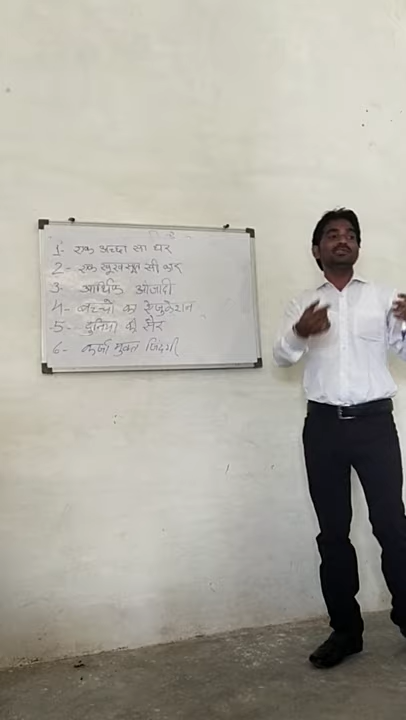 1- एक अच्छा सा घर
2- एक खुबसूरत सी कार
3- आर्थिक आजादी
4- बच्चों का एजुकेशन
5- दुनिया की सैर
6- कर्जा मुक्त जिंदगी